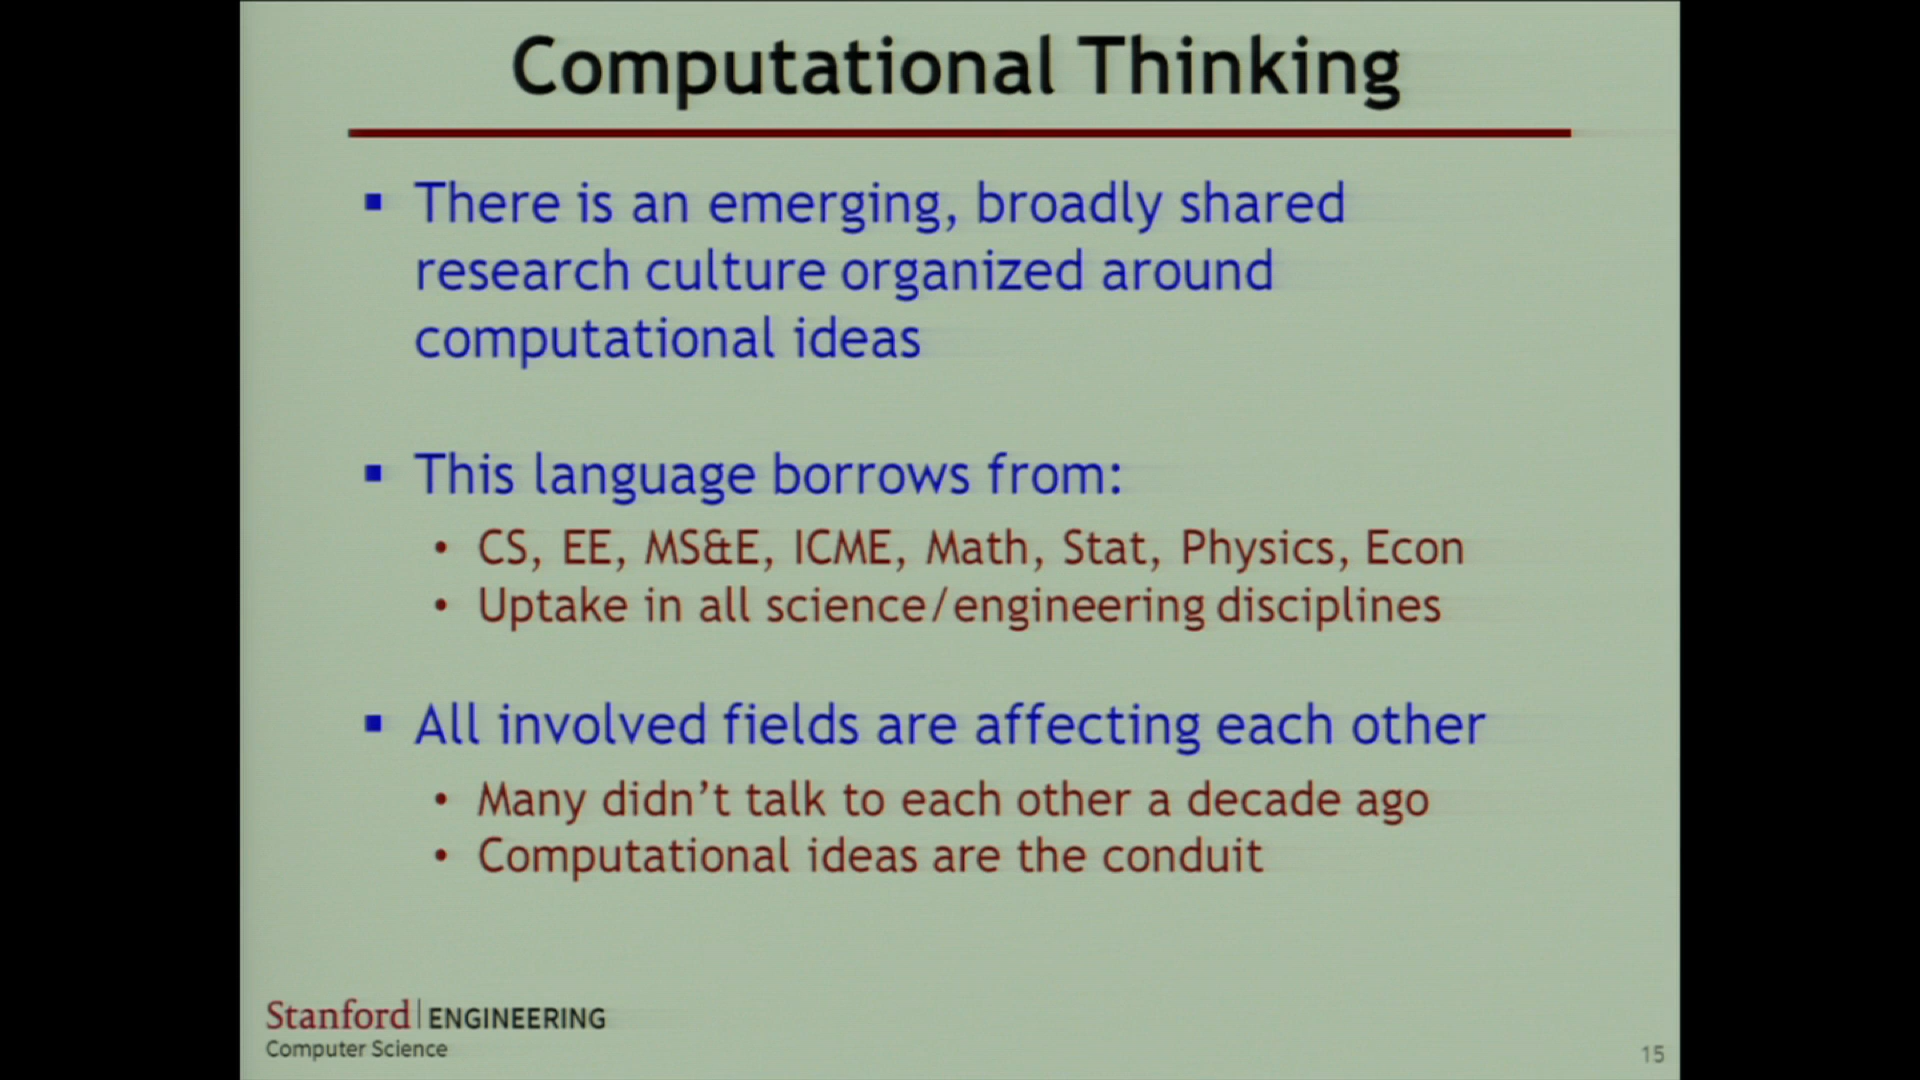 Computational Thinking
▪ There is an emerging, broadly shared
research culture organized around
computational ideas
▪ This language borrows from:
• CS, EE, MS&E, ICME, Math, Stat, Physics, Econ
• Uptake in all science/engineering disciplines
▪ All involved fields are affecting each other
• Many didn’t talk to each other a decade ago
• Computational ideas are the conduit
Stanford | ENGINEERING
Computer Science
15